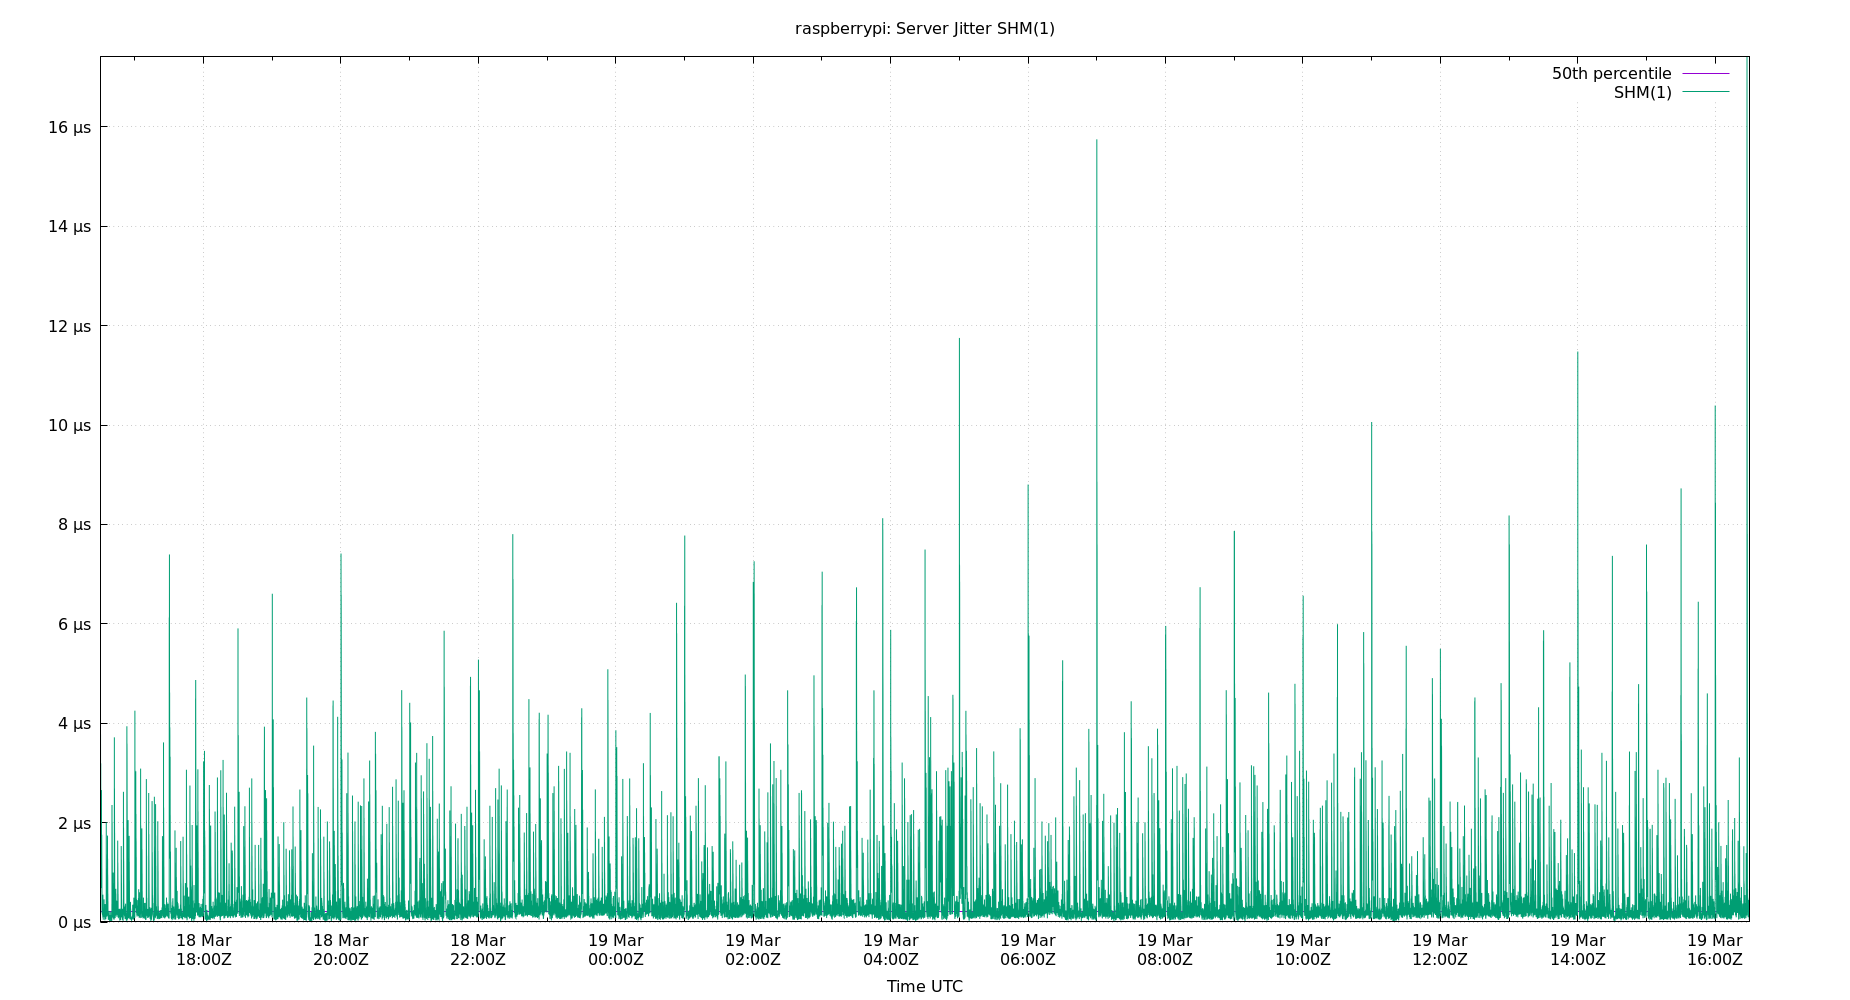 raspberrypi: Server Jitter SHM(1)
50th percentile
SHM(1)
16 µs
14 µs
12 µs
10 µs
8 µs
6 µs
4 µs
2 µs
0 µs
18 Mar 18 Mar 18 Mar 19 Mar 19 Mar 19 Mar 19 Mar 19 Mar 19 Mar 19 Mar 19 Mar 19 Mar
18:00Z 20:00Z 22:00Z 00:00Z 02:00Z 04:00Z 06:00Z 08:00Z 10:00Z 12:00Z 14:00Z 16:00Z
Time UTC